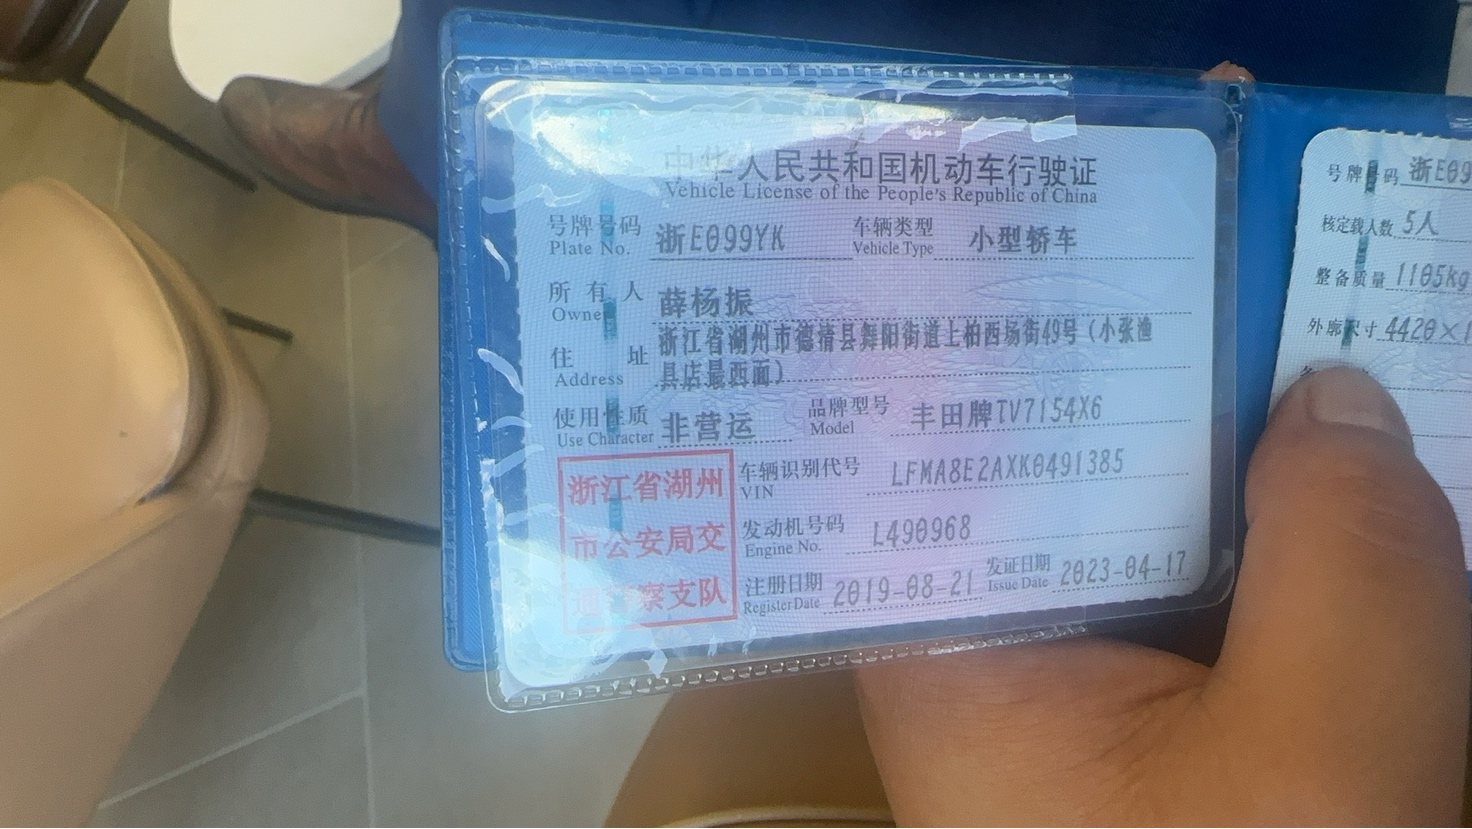 中华人民共和国机动车行驶证
Vehicle License of the People's Republic of China
号牌号码 浙E099YK 车辆类型 小型轿车
Plate No. Vehicle Type
所有人 薛杨振
Owner
住址 浙江省湖州市德清县舞阳街道上柏西场街49号（小张渔
Address 具店最西面）
使用性质 非营运 品牌型号 丰田牌TV7154X6
Use Character Model
车辆识别代号 LFMA8E2AXK0491385
VIN
发动机号码 L490968
Engine No.
注册日期 2019-08-21 发证日期 2023-04-17
Register Date Issue Date
浙江省湖州
市公安局交
通警察支队
号牌号码 浙E09
核定载人数 5人
整备质量 1105kg
外廓尺寸 4420×1